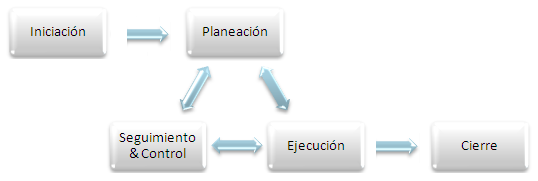 Iniciación
Planeación
Seguimiento
& Control
Ejecución
Cierre